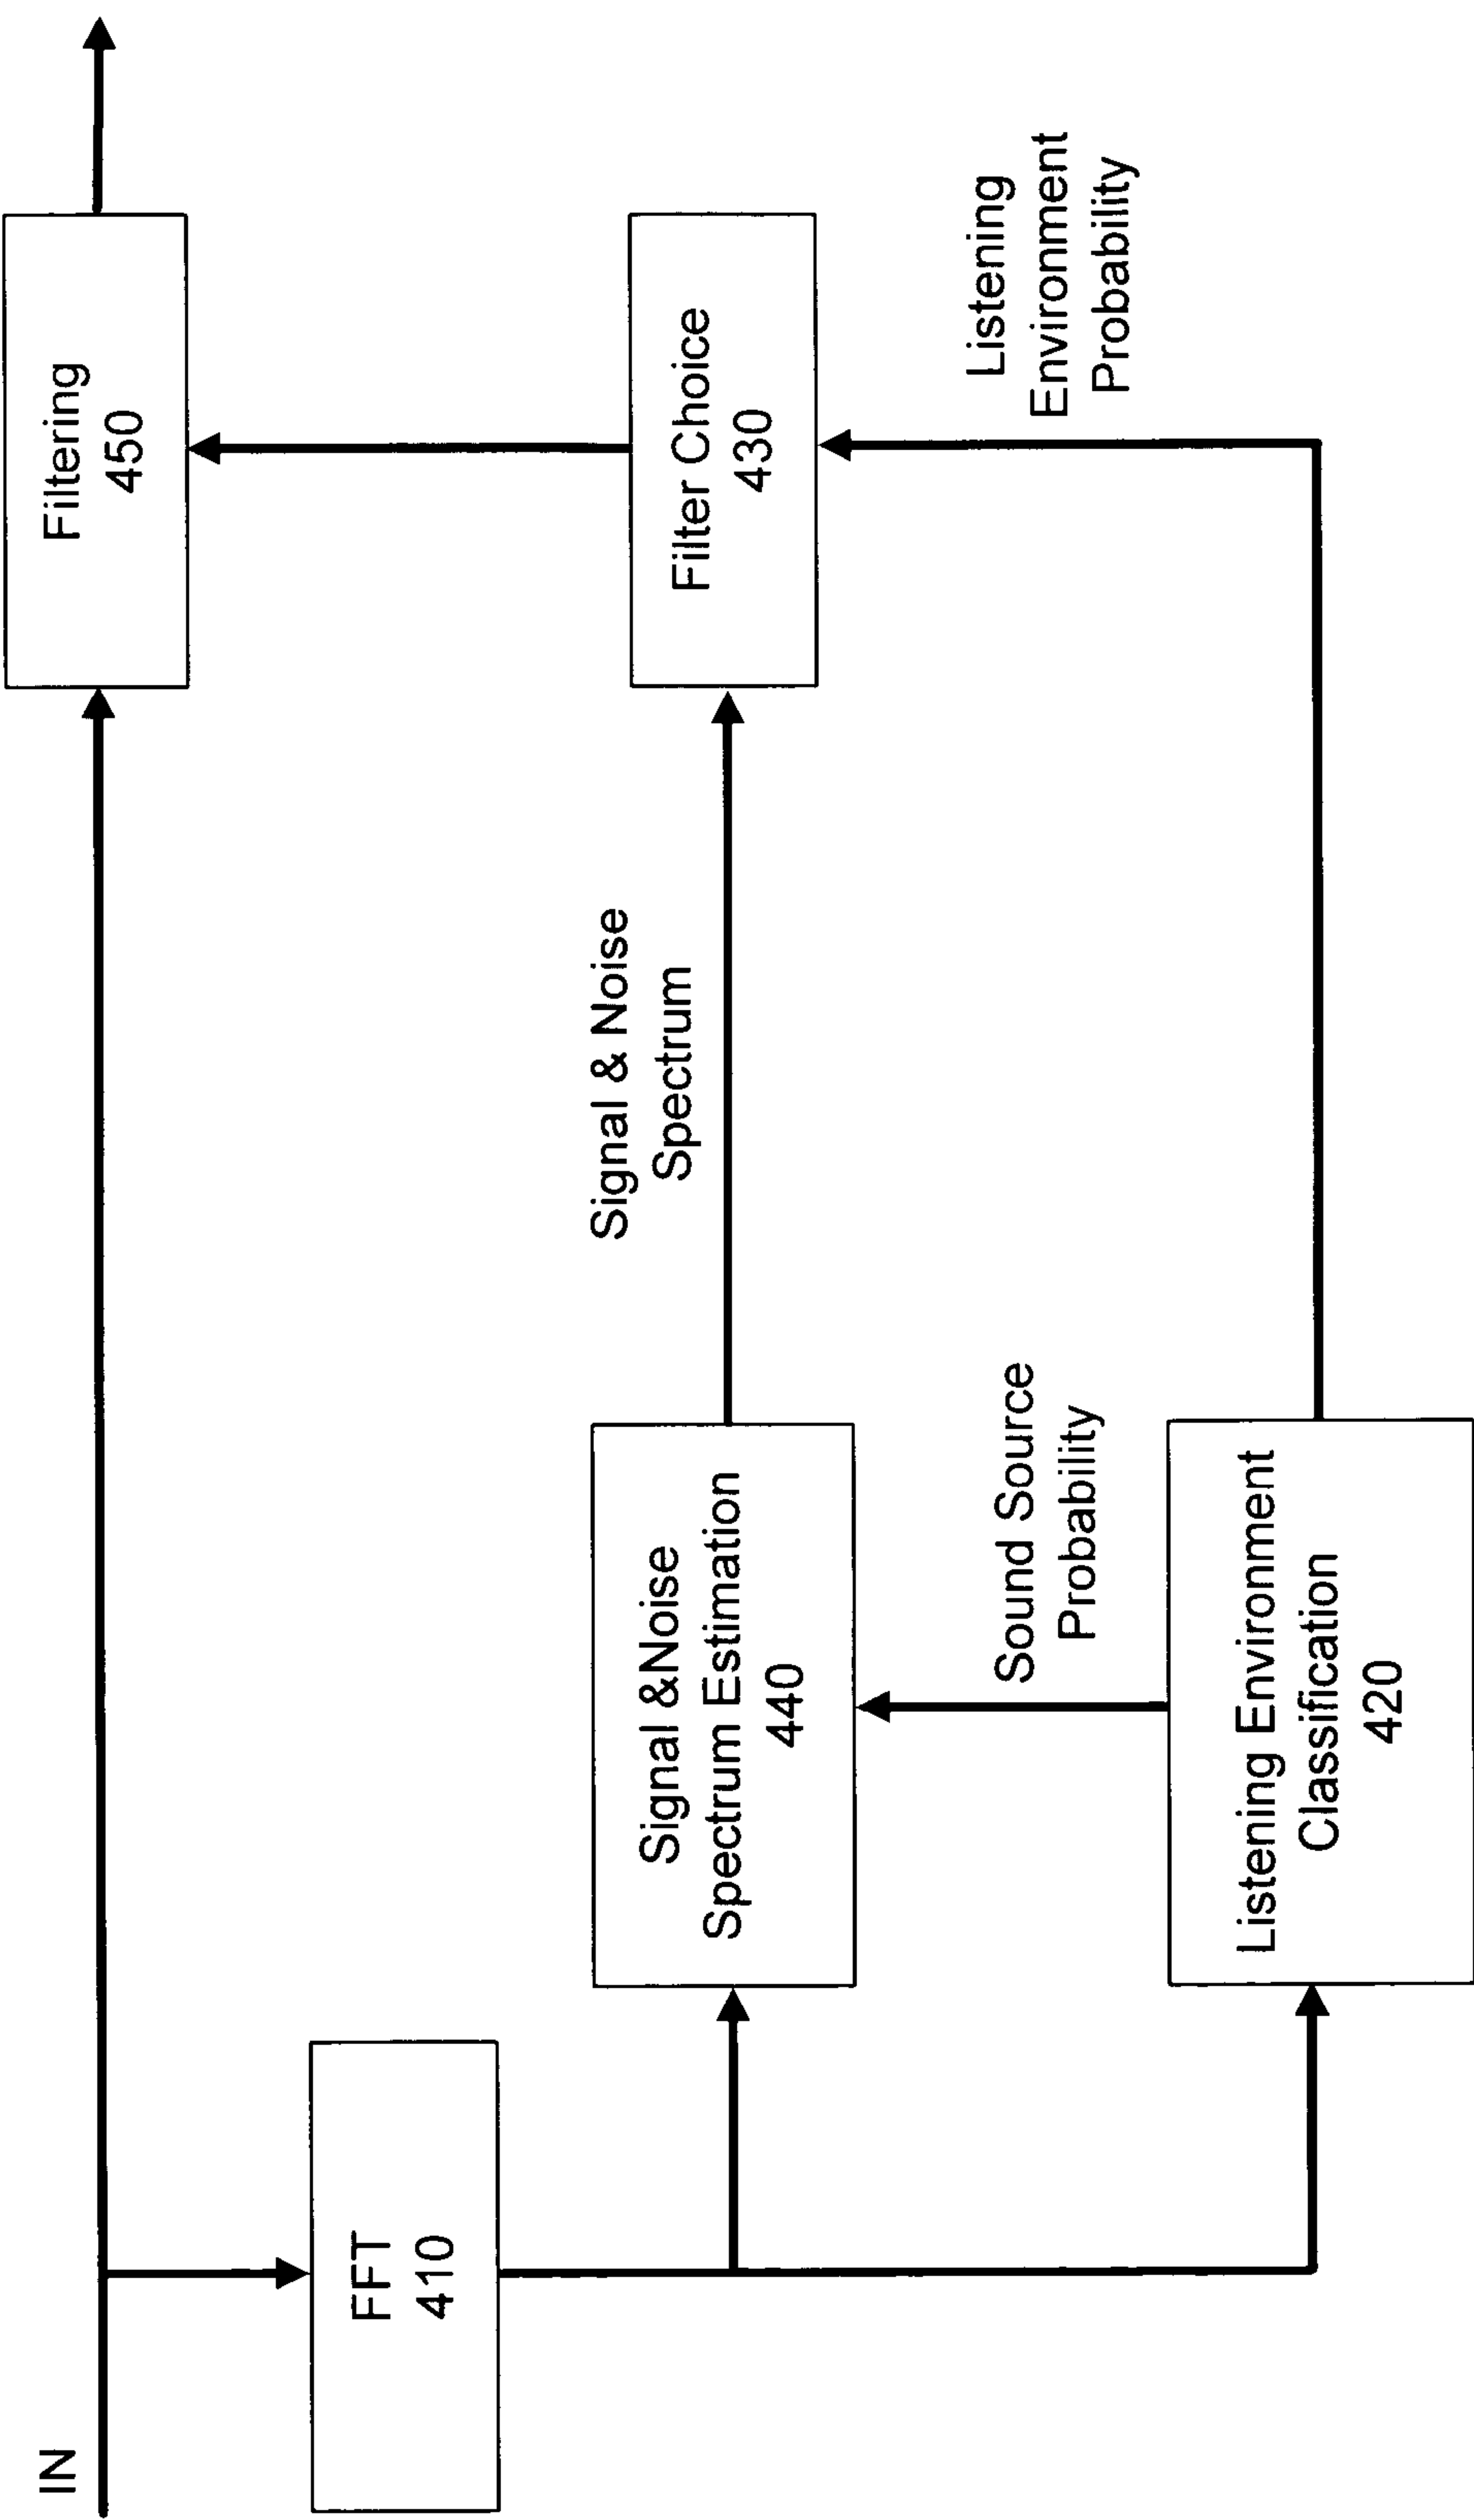 IN
Filtering
450
FFT
410
Signal & Noise
Spectrum
Signal &Noise
Spectrum Estimation
440
Filter Choice
430
Sound Source
Probability
Listening
Environment
Probability
Listening Environment
Classification
420